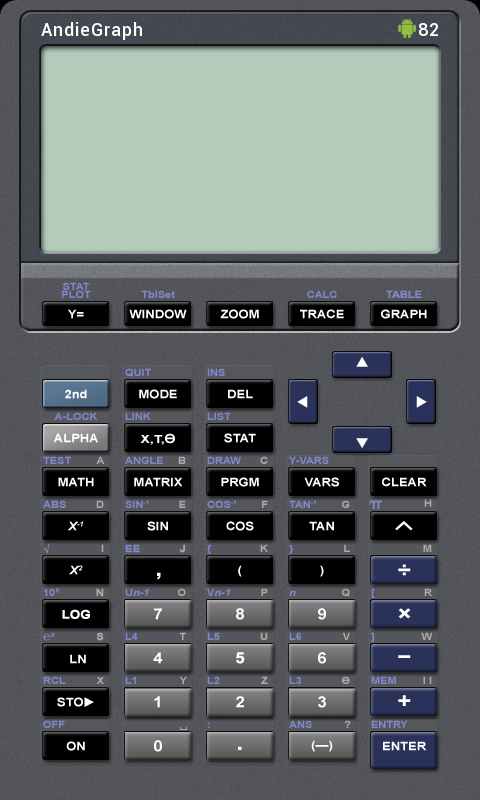 AndieGraph 82
STAT PLOT TblSet CALC TABLE
Y= WINDOW ZOOM TRACE GRAPH
QUIT INS
2nd MODE DEL
A-LOCK LINK LIST
ALPHA X,T,Θ STAT
TEST A ANGLE B DRAW C Y-VARS
MATH MATRIX PRGM VARS CLEAR
ABS D SIN⁻¹ E COS⁻¹ F TAN⁻¹ G π H
X⁻¹ SIN COS TAN ^
√ I EE J { K } L M
X² , ( ) ÷
10ˣ N Un-1 O Vn-1 P n Q [ R
LOG 7 8 9 ×
eˣ S L4 T L5 U L6 V ] W
LN 4 5 6 −
RCL X L1 Y L2 Z L3 Θ MEM I I
STO▶ 1 2 3 +
OFF ␣ : ANS ? ENTRY
ON 0 . (—) ENTER